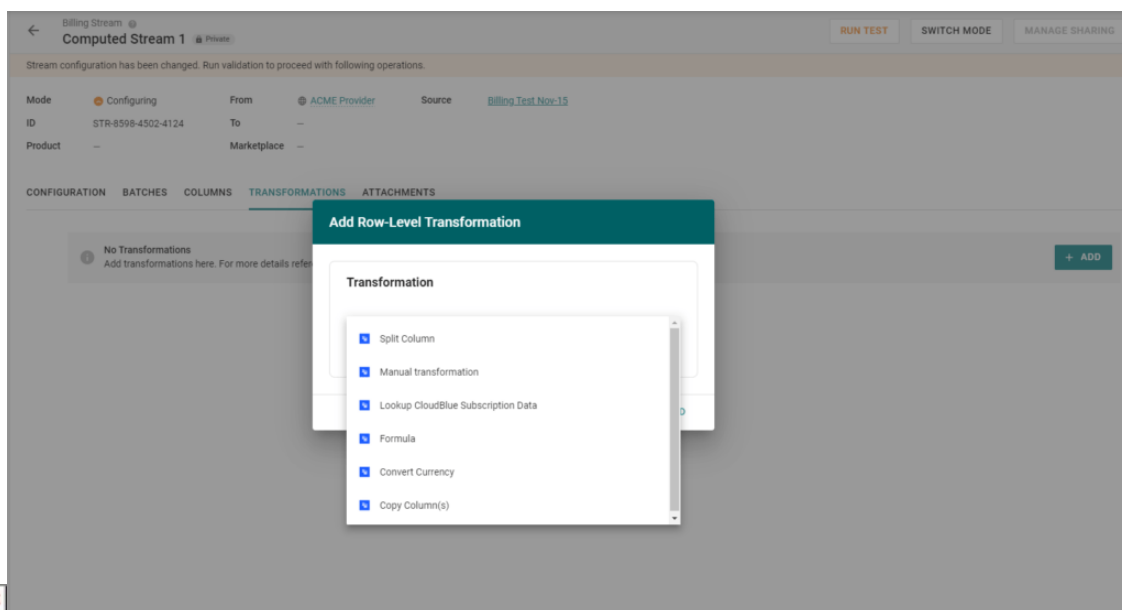 Billing Stream
Computed Stream 1 Private
RUN TEST
SWITCH MODE
MANAGE SHARING
Stream configuration has been changed. Run validation to proceed with following operations.
Mode Configuring From ACME Provider Source Billing Test Nov-15
ID STR-8598-4502-4124 To –
Product – Marketplace –
CONFIGURATION BATCHES COLUMNS TRANSFORMATIONS ATTACHMENTS
Add Row-Level Transformation
No Transformations
Add transformations here. For more details refer
+ ADD
Transformation
Split Column
Manual transformation
Lookup CloudBlue Subscription Data
Formula
Convert Currency
Copy Column(s)